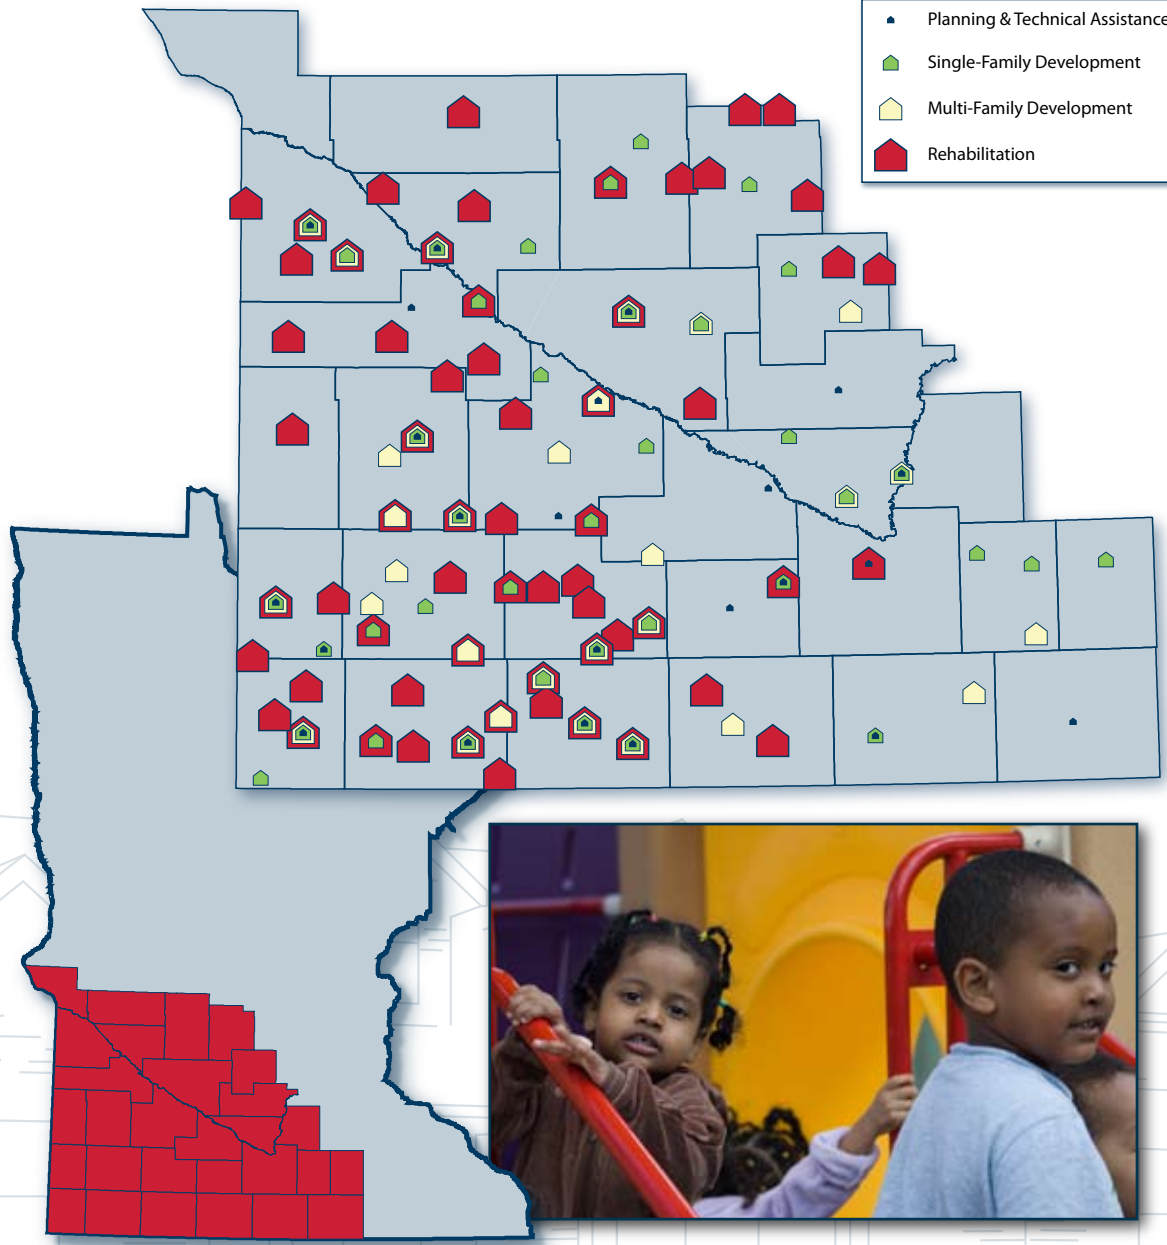 Planning & Technical Assistance
Single-Family Development
Multi-Family Development
Rehabilitation